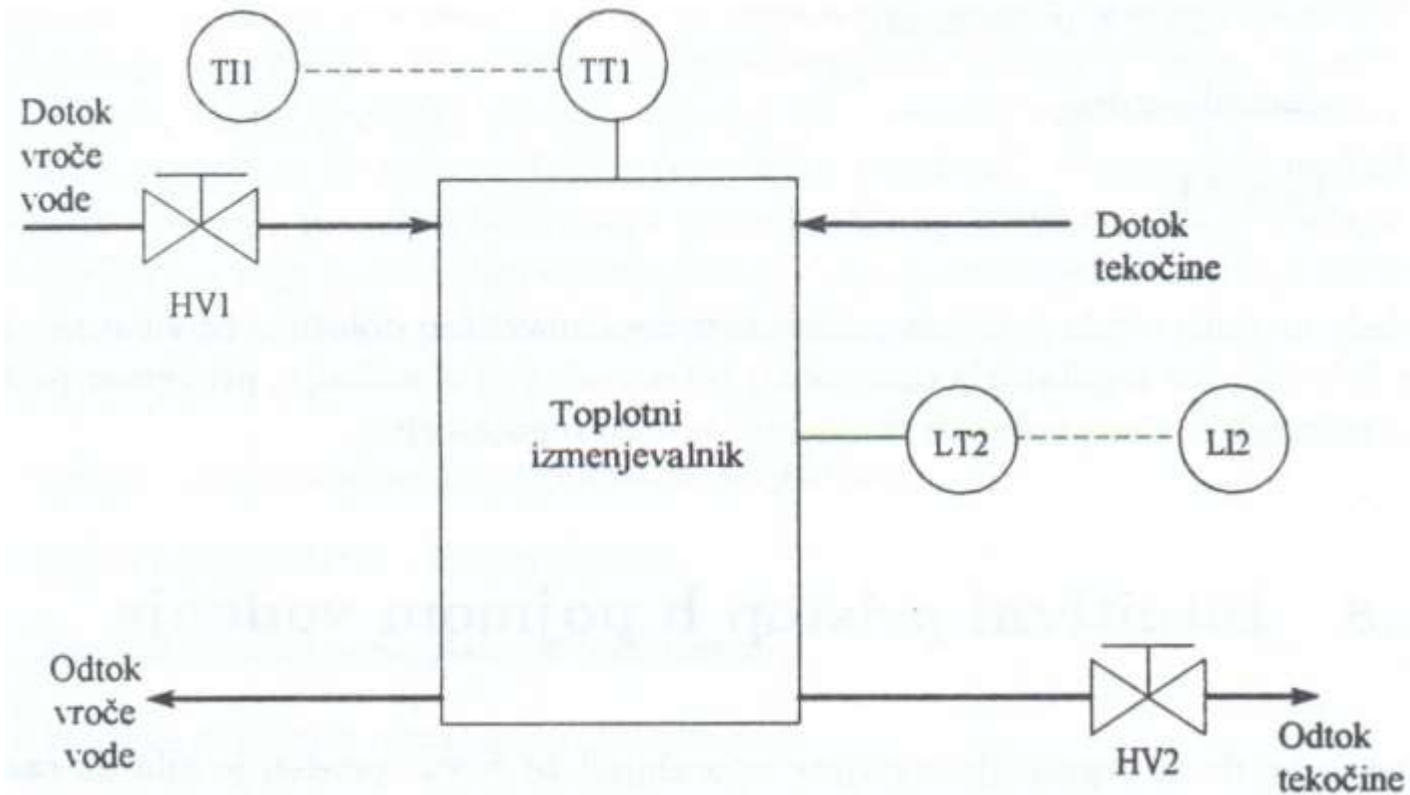 TI1
TT1
Dotok
vroče
vode
HV1
Dotok
tekočine
Toplotni
izmenjevalnik
LT2
LI2
Odtok
vroče
vode
HV2
Odtok
tekočine